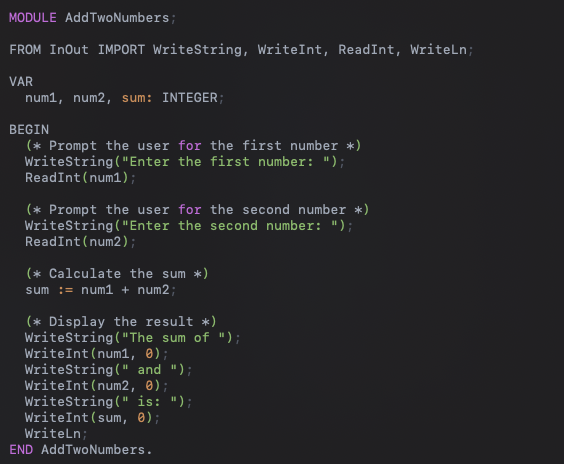 MODULE AddTwoNumbers;
FROM InOut IMPORT WriteString, WriteInt, ReadInt, WriteLn;
VAR
  num1, num2, sum: INTEGER;
BEGIN
  (* Prompt the user for the first number *)
  WriteString("Enter the first number: ");
  ReadInt(num1);
  (* Prompt the user for the second number *)
  WriteString("Enter the second number: ");
  ReadInt(num2);
  (* Calculate the sum *)
  sum := num1 + num2;
  (* Display the result *)
  WriteString("The sum of ");
  WriteInt(num1, 0);
  WriteString(" and ");
  WriteInt(num2, 0);
  WriteString(" is: ");
  WriteInt(sum, 0);
  WriteLn;
END AddTwoNumbers.